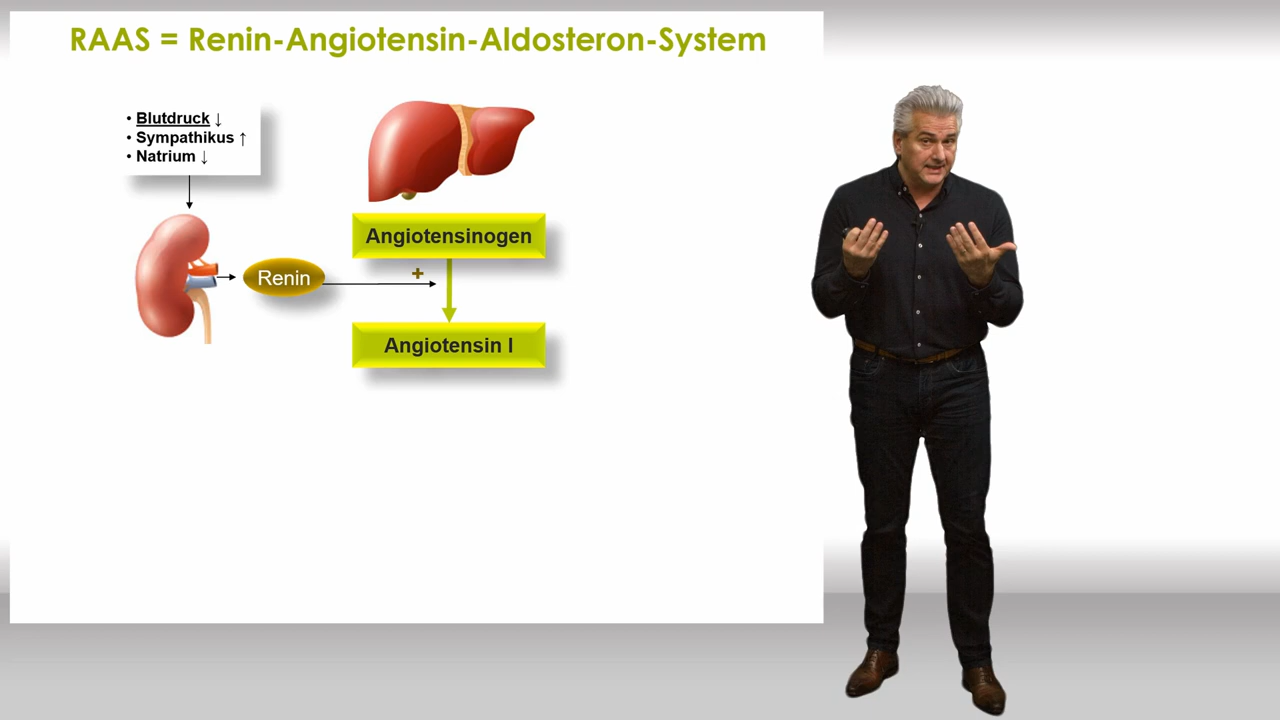 RAAS = Renin-Angiotensin-Aldosteron-System
• Blutdruck ↓
• Sympathikus ↑
• Natrium ↓
Angiotensinogen
+
Renin
Angiotensin I